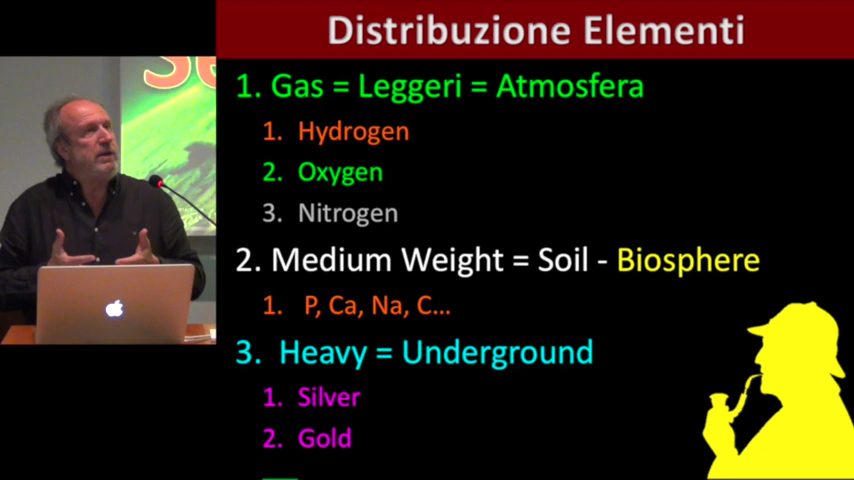 Distribuzione Elementi
1. Gas = Leggeri = Atmosfera
1. Hydrogen
2. Oxygen
3. Nitrogen
2. Medium Weight = Soil - Biosphere
1. P, Ca, Na, C...
3. Heavy = Underground
1. Silver
2. Gold